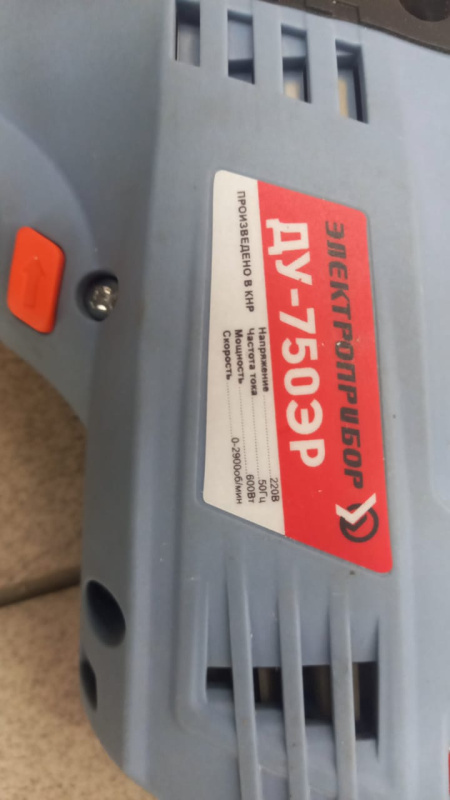 ЭЛЕКТРОПРИБОР
ДУ-750ЭР
ПРОИЗВЕДЕНО В КНР
Напряжение 220В
Частота тока 50Гц
Мощность 600Вт
Скорость 0-2900об/мин